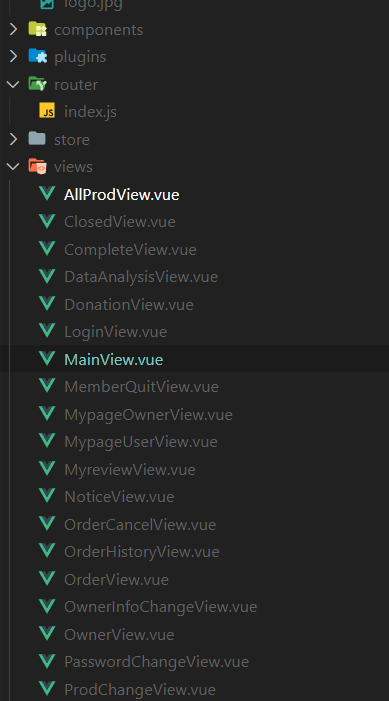 logo.jpg
components
plugins
router
JS index.js
store
views
AllProdView.vue
ClosedView.vue
CompleteView.vue
DataAnalysisView.vue
DonationView.vue
LoginView.vue
MainView.vue
MemberQuitView.vue
MypageOwnerView.vue
MypageUserView.vue
MyreviewView.vue
NoticeView.vue
OrderCancelView.vue
OrderHistoryView.vue
OrderView.vue
OwnerInfoChangeView.vue
OwnerView.vue
PasswordChangeView.vue
ProdChangeView.vue